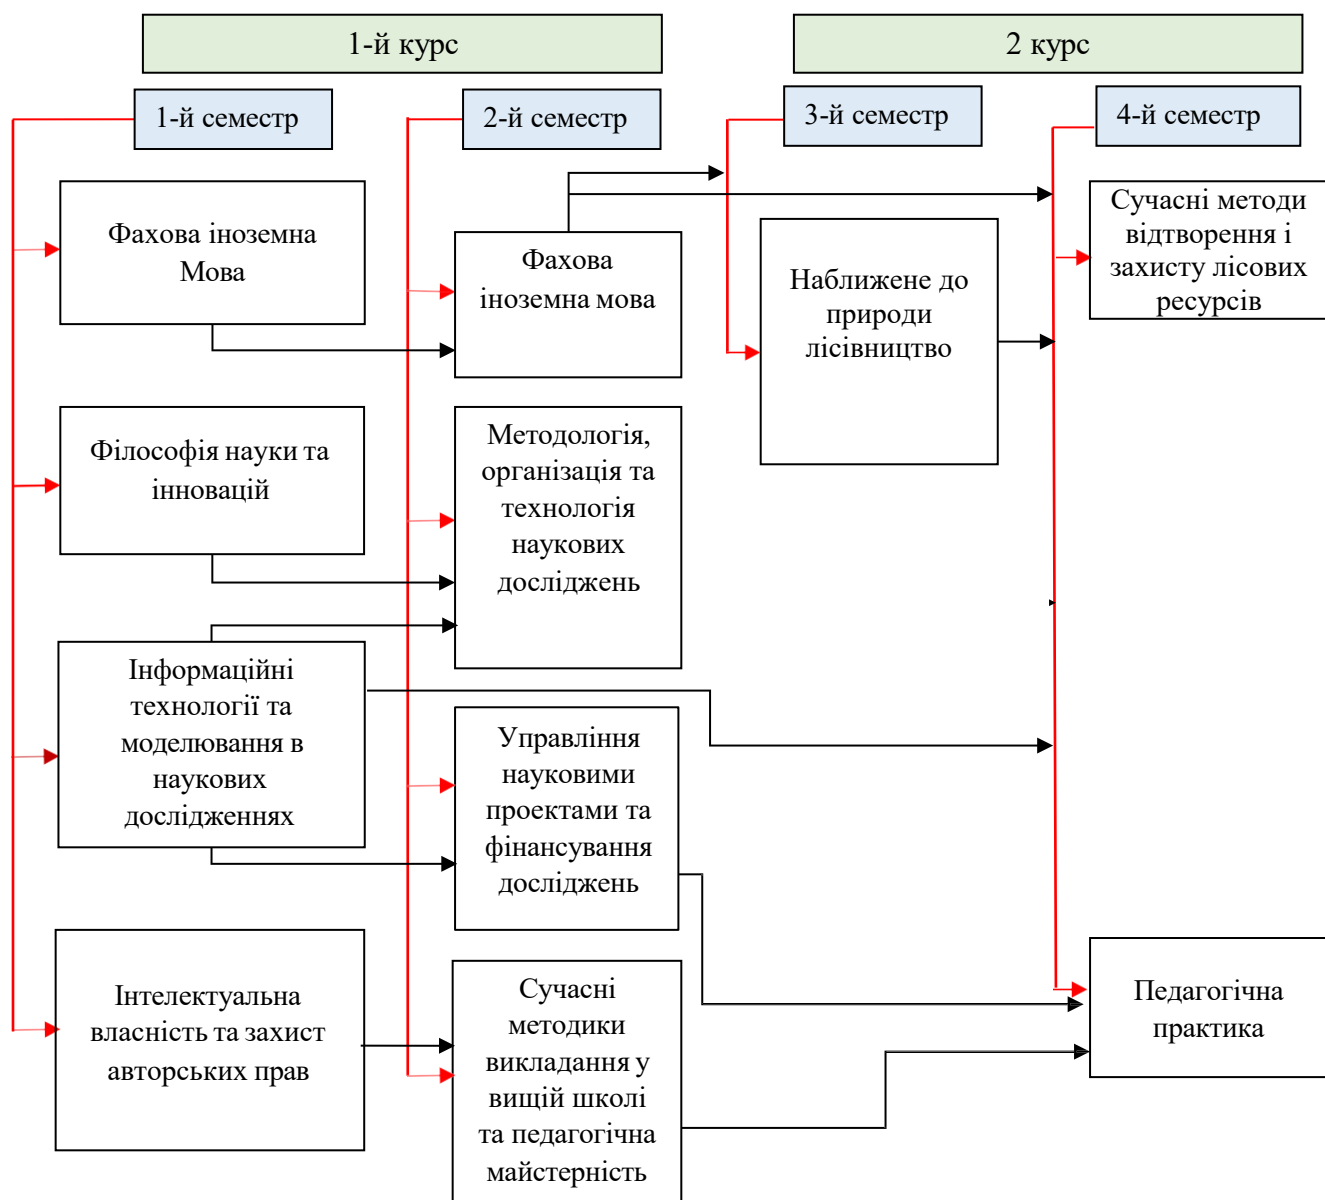 1-й курс
2 курс
1-й семестр
2-й семестр
3-й семестр
4-й семестр
Фахова іноземна
Мова
Філософія науки та
інновацій
Інформаційні
технології та
моделювання в
наукових
дослідженнях
Інтелектуальна
власність та захист
авторських прав
Фахова
іноземна мова
Методологія,
організація та
технологія
наукових
досліджень
Управління
науковими
проектами та
фінансування
досліджень
Сучасні
методики
викладання у
вищій школі
та педагогічна
майстерність
Наближене до
природи
лісівництво
Сучасні методи
відтворення і
захисту лісових
ресурсів
Педагогічна
практика